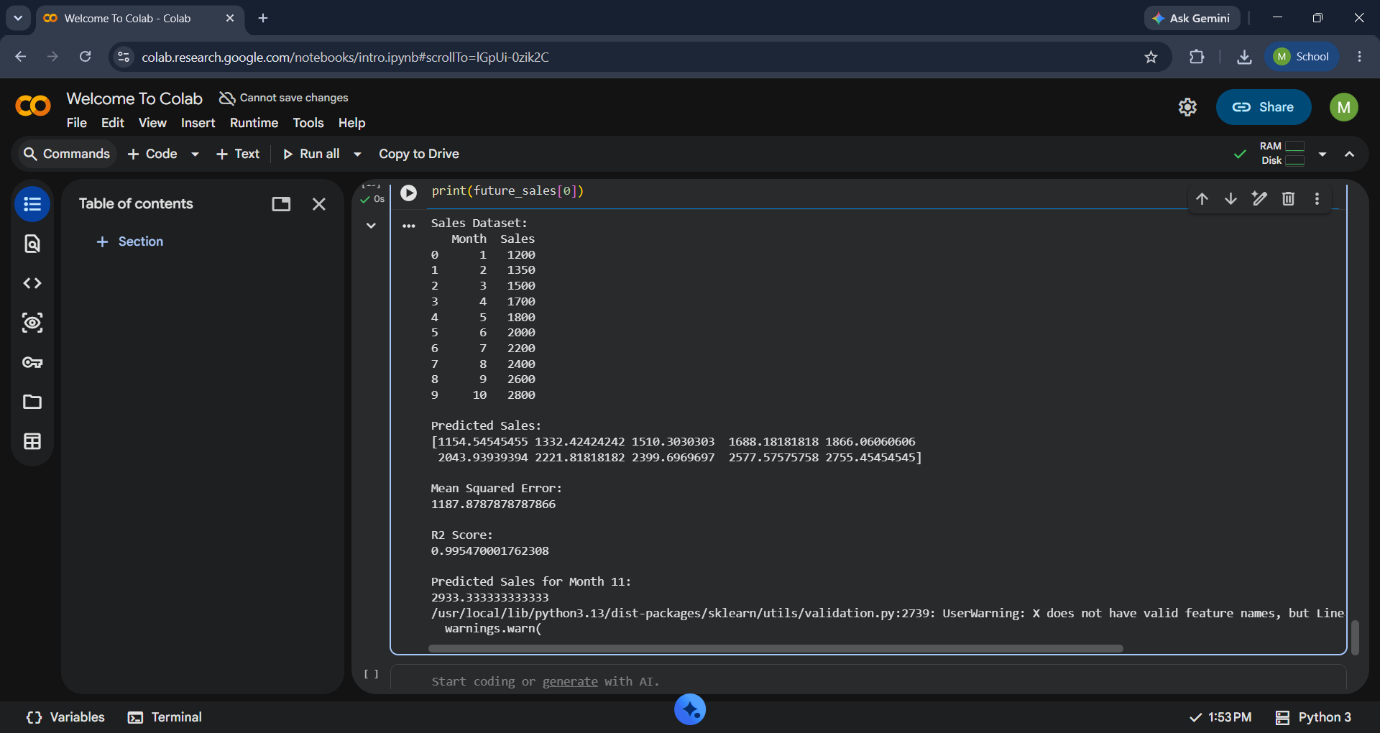 Welcome To Colab - Colab
Ask Gemini
colab.research.google.com/notebooks/intro.ipynb#scrollTo=lGpUi-0zik2C
School
M
Welcome To Colab
Cannot save changes
File Edit View Insert Runtime Tools Help
Share
M
Commands + Code + Text Run all Copy to Drive
RAM
Disk
Table of contents
+ Section
0s
print(future_sales[0])
Sales Dataset:
   Month  Sales
0      1   1200
1      2   1350
2      3   1500
3      4   1700
4      5   1800
5      6   2000
6      7   2200
7      8   2400
8      9   2600
9     10   2800
Predicted Sales:
[1154.54545455 1332.42424242 1510.3030303  1688.18181818 1866.06060606
 2043.93939394 2221.81818182 2399.6969697  2577.57575758 2755.45454545]
Mean Squared Error:
1187.8787878787866
R2 Score:
0.995470001762308
Predicted Sales for Month 11:
2933.333333333333
/usr/local/lib/python3.13/dist-packages/sklearn/utils/validation.py:2739: UserWarning: X does not have valid feature names, but Line
  warnings.warn(
[ ]
Start coding or generate with AI.
{} Variables
Terminal
1:53 PM
Python 3